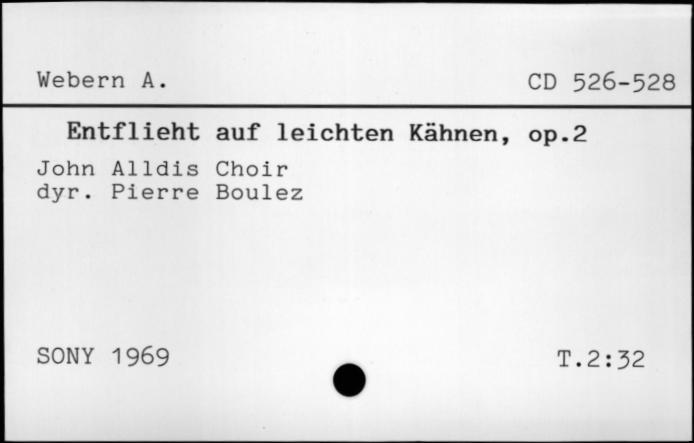 Webern A.
CD 526-528
Entflieht auf leichten Kähnen, op.2
John Alldis Choir
dyr. Pierre Boulez
SONY 1969
T.2:32